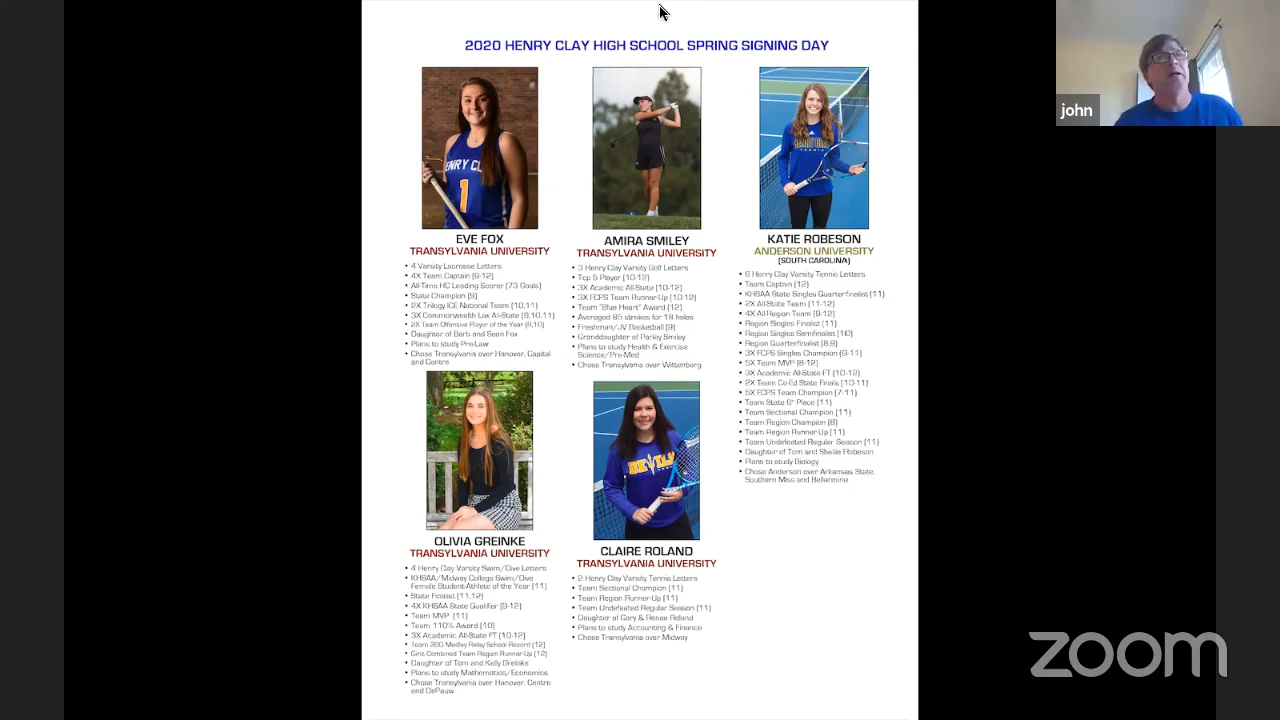 2020 HENRY CLAY HIGH SCHOOL SPRING SIGNING DAY
john
ENRY CL
1
EVE FOX
TRANSYLVANIA UNIVERSITY
• 4 Varsity Lacrosse Letters
• 4X Team Captain (9-12)
• All-Time HC Leading Scorer (73 Goals)
• State Champion (9)
• 2X Trilogy ICE National Team (10,11)
• 3X Commonwealth Lax All-State (9,10,11)
• 2X Team Offensive Player of the Year (9,10)
• Daughter of Barb and Sean Fox
• Plans to study Pre-Law
• Chose Transylvania over Hanover, Capital
and Centre
AMIRA SMILEY
TRANSYLVANIA UNIVERSITY
• 3 Henry Clay Varsity Golf Letters
• Top 5 Player (10-12)
• 3X Academic All-State (10-12)
• 3X FCPS Team Runner-Up (10-12)
• Team "Blue Heart" Award (12)
• Averaged 85 strokes for 18 holes
• Freshman/JV Basketball (9)
• Granddaughter of Parley Smiley
• Plans to study Health & Exercise
Science/Pre-Med
• Chose Transylvania over Wittenberg
HENRY CLAY
TENNIS
KATIE ROBESON
ANDERSON UNIVERSITY
(SOUTH CAROLINA)
• 6 Henry Clay Varsity Tennis Letters
• Team Captain (12)
• KHSAA State Singles Quarterfinalist (11)
• 2X All-State Team (11-12)
• 4X All-Region Team (9-12)
• Region Singles Finalist (11)
• Region Singles Semifinalist (10)
• Region Quarterfinalist (8,9)
• 3X FCPS Singles Champion (9-11)
• 5X Team MVP (8-12)
• 3X Academic All-State FT (10-12)
• 2X Team Co-Ed State Finals (10-11)
• 5X FCPS Team Champion (7-11)
• Team State 6th Place (11)
• Team Sectional Champion (11)
• Team Region Champion (8)
• Team Region Runner-Up (11)
• Team Undefeated Regular Season (11)
• Daughter of Tom and Shellie Robeson
• Plans to study Biology
• Chose Anderson over Arkansas State,
Southern Miss and Bellarmine
OLIVIA GREINKE
TRANSYLVANIA UNIVERSITY
• 4 Henry Clay Varsity Swim/Dive Letters
• KHSAA/Midway College Swim/Dive
Female Student-Athlete of the Year (11)
• State Finalist (11,12)
• 4X KHSAA State Qualifier (9-12)
• Team MVP (11)
• Team 110% Award (10)
• 3X Academic All-State FT (10-12)
• Team 200 Medley Relay School Record (12)
• Girls Combined Team Region Runner-Up (12)
• Daughter of Tom and Kelly Greinke
• Plans to study Mathematics/Economics
• Chose Transylvania over Hanover, Centre
and DePauw
DEVILS
CLAIRE ROLAND
TRANSYLVANIA UNIVERSITY
• 2 Henry Clay Varsity Tennis Letters
• Team Sectional Champion (11)
• Team Region Runner-Up (11)
• Team Undefeated Regular Season (11)
• Daughter of Gary & Renee Roland
• Plans to study Accounting & Finance
• Chose Transylvania over Midway
zoom